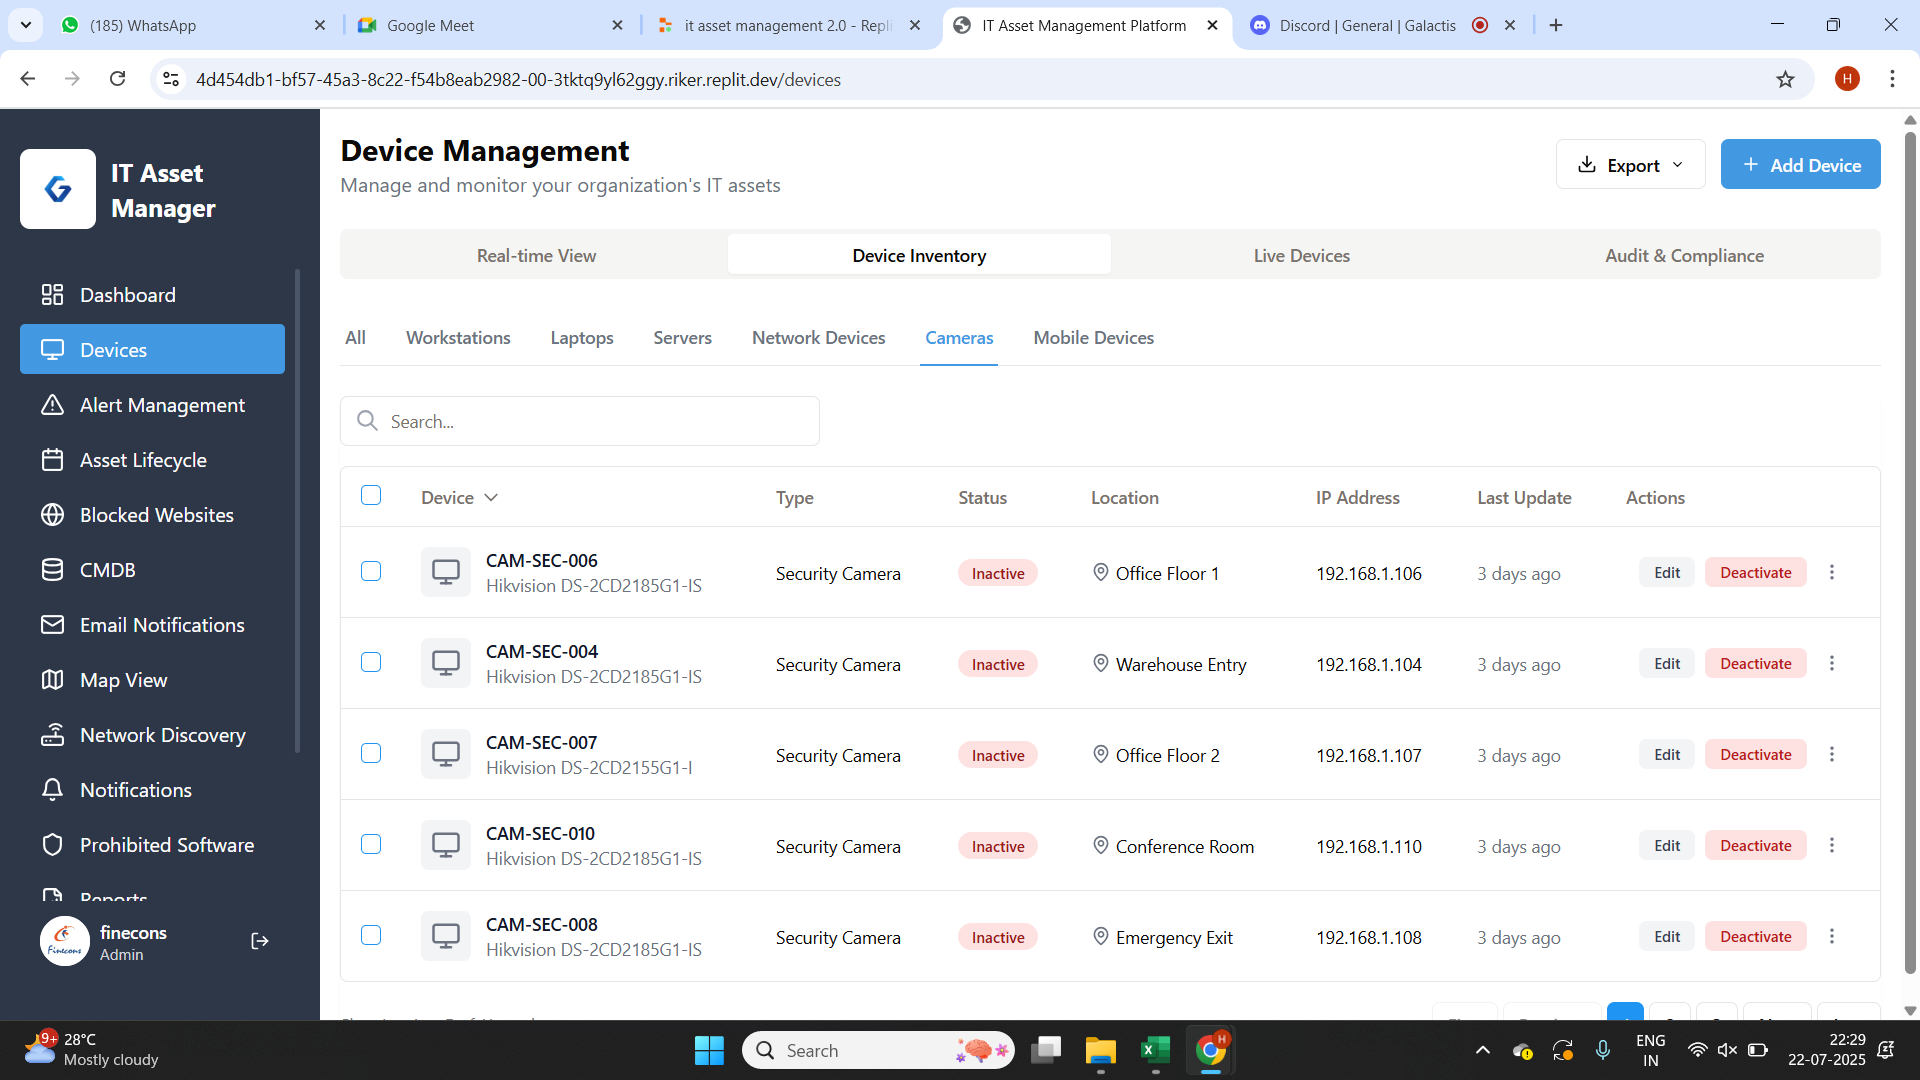 (185) WhatsApp
Google Meet
it asset management 2.0 - Repli
IT Asset Management Platform
Discord | General | Galactis
4d454db1-bf57-45a3-8c22-f54b8eab2982-00-3tktq9yl62ggy.riker.replit.dev/devices
H
IT Asset
Manager
Dashboard
Devices
Alert Management
Asset Lifecycle
Blocked Websites
CMDB
Email Notifications
Map View
Network Discovery
Notifications
Prohibited Software
Reports
finecons
Admin
Finecons
Device Management
Manage and monitor your organization's IT assets
Export
Add Device
Real-time View
Device Inventory
Live Devices
Audit & Compliance
All
Workstations
Laptops
Servers
Network Devices
Cameras
Mobile Devices
Search...
Device Type Status Location IP Address Last Update Actions
CAM-SEC-006
Hikvision DS-2CD2185G1-IS
Security Camera Inactive Office Floor 1 192.168.1.106 3 days ago Edit Deactivate
CAM-SEC-004
Hikvision DS-2CD2185G1-IS
Security Camera Inactive Warehouse Entry 192.168.1.104 3 days ago Edit Deactivate
CAM-SEC-007
Hikvision DS-2CD2155G1-I
Security Camera Inactive Office Floor 2 192.168.1.107 3 days ago Edit Deactivate
CAM-SEC-010
Hikvision DS-2CD2185G1-IS
Security Camera Inactive Conference Room 192.168.1.110 3 days ago Edit Deactivate
CAM-SEC-008
Hikvision DS-2CD2185G1-IS
Security Camera Inactive Emergency Exit 192.168.1.108 3 days ago Edit Deactivate
9+
28°C
Mostly cloudy
Search
H
ENG
IN
22:29
22-07-2025